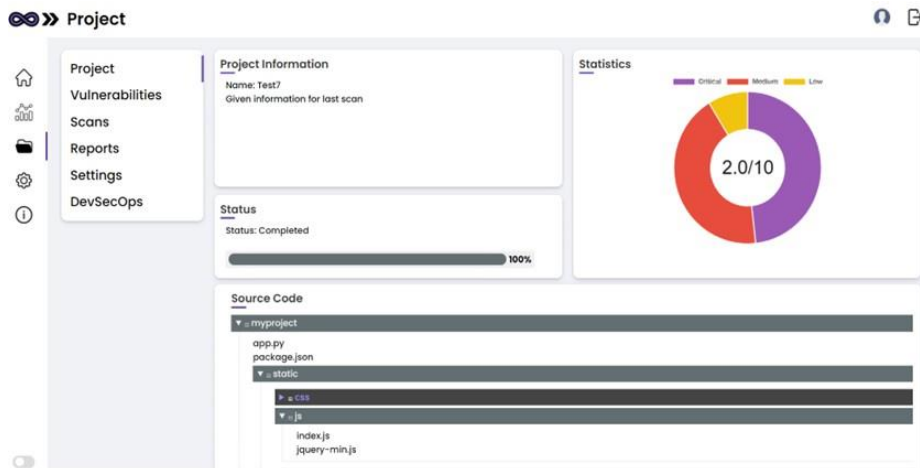 Project
Project
Vulnerabilities
Scans
Reports
Settings
DevSecOps
Project Information
Name: Test7
Given information for last scan
Status
Status: Completed
100%
Statistics
Critical Medium Low
2.0/10
Source Code
myproject
app.py
package.json
static
css
js
index.js
jquery-min.js